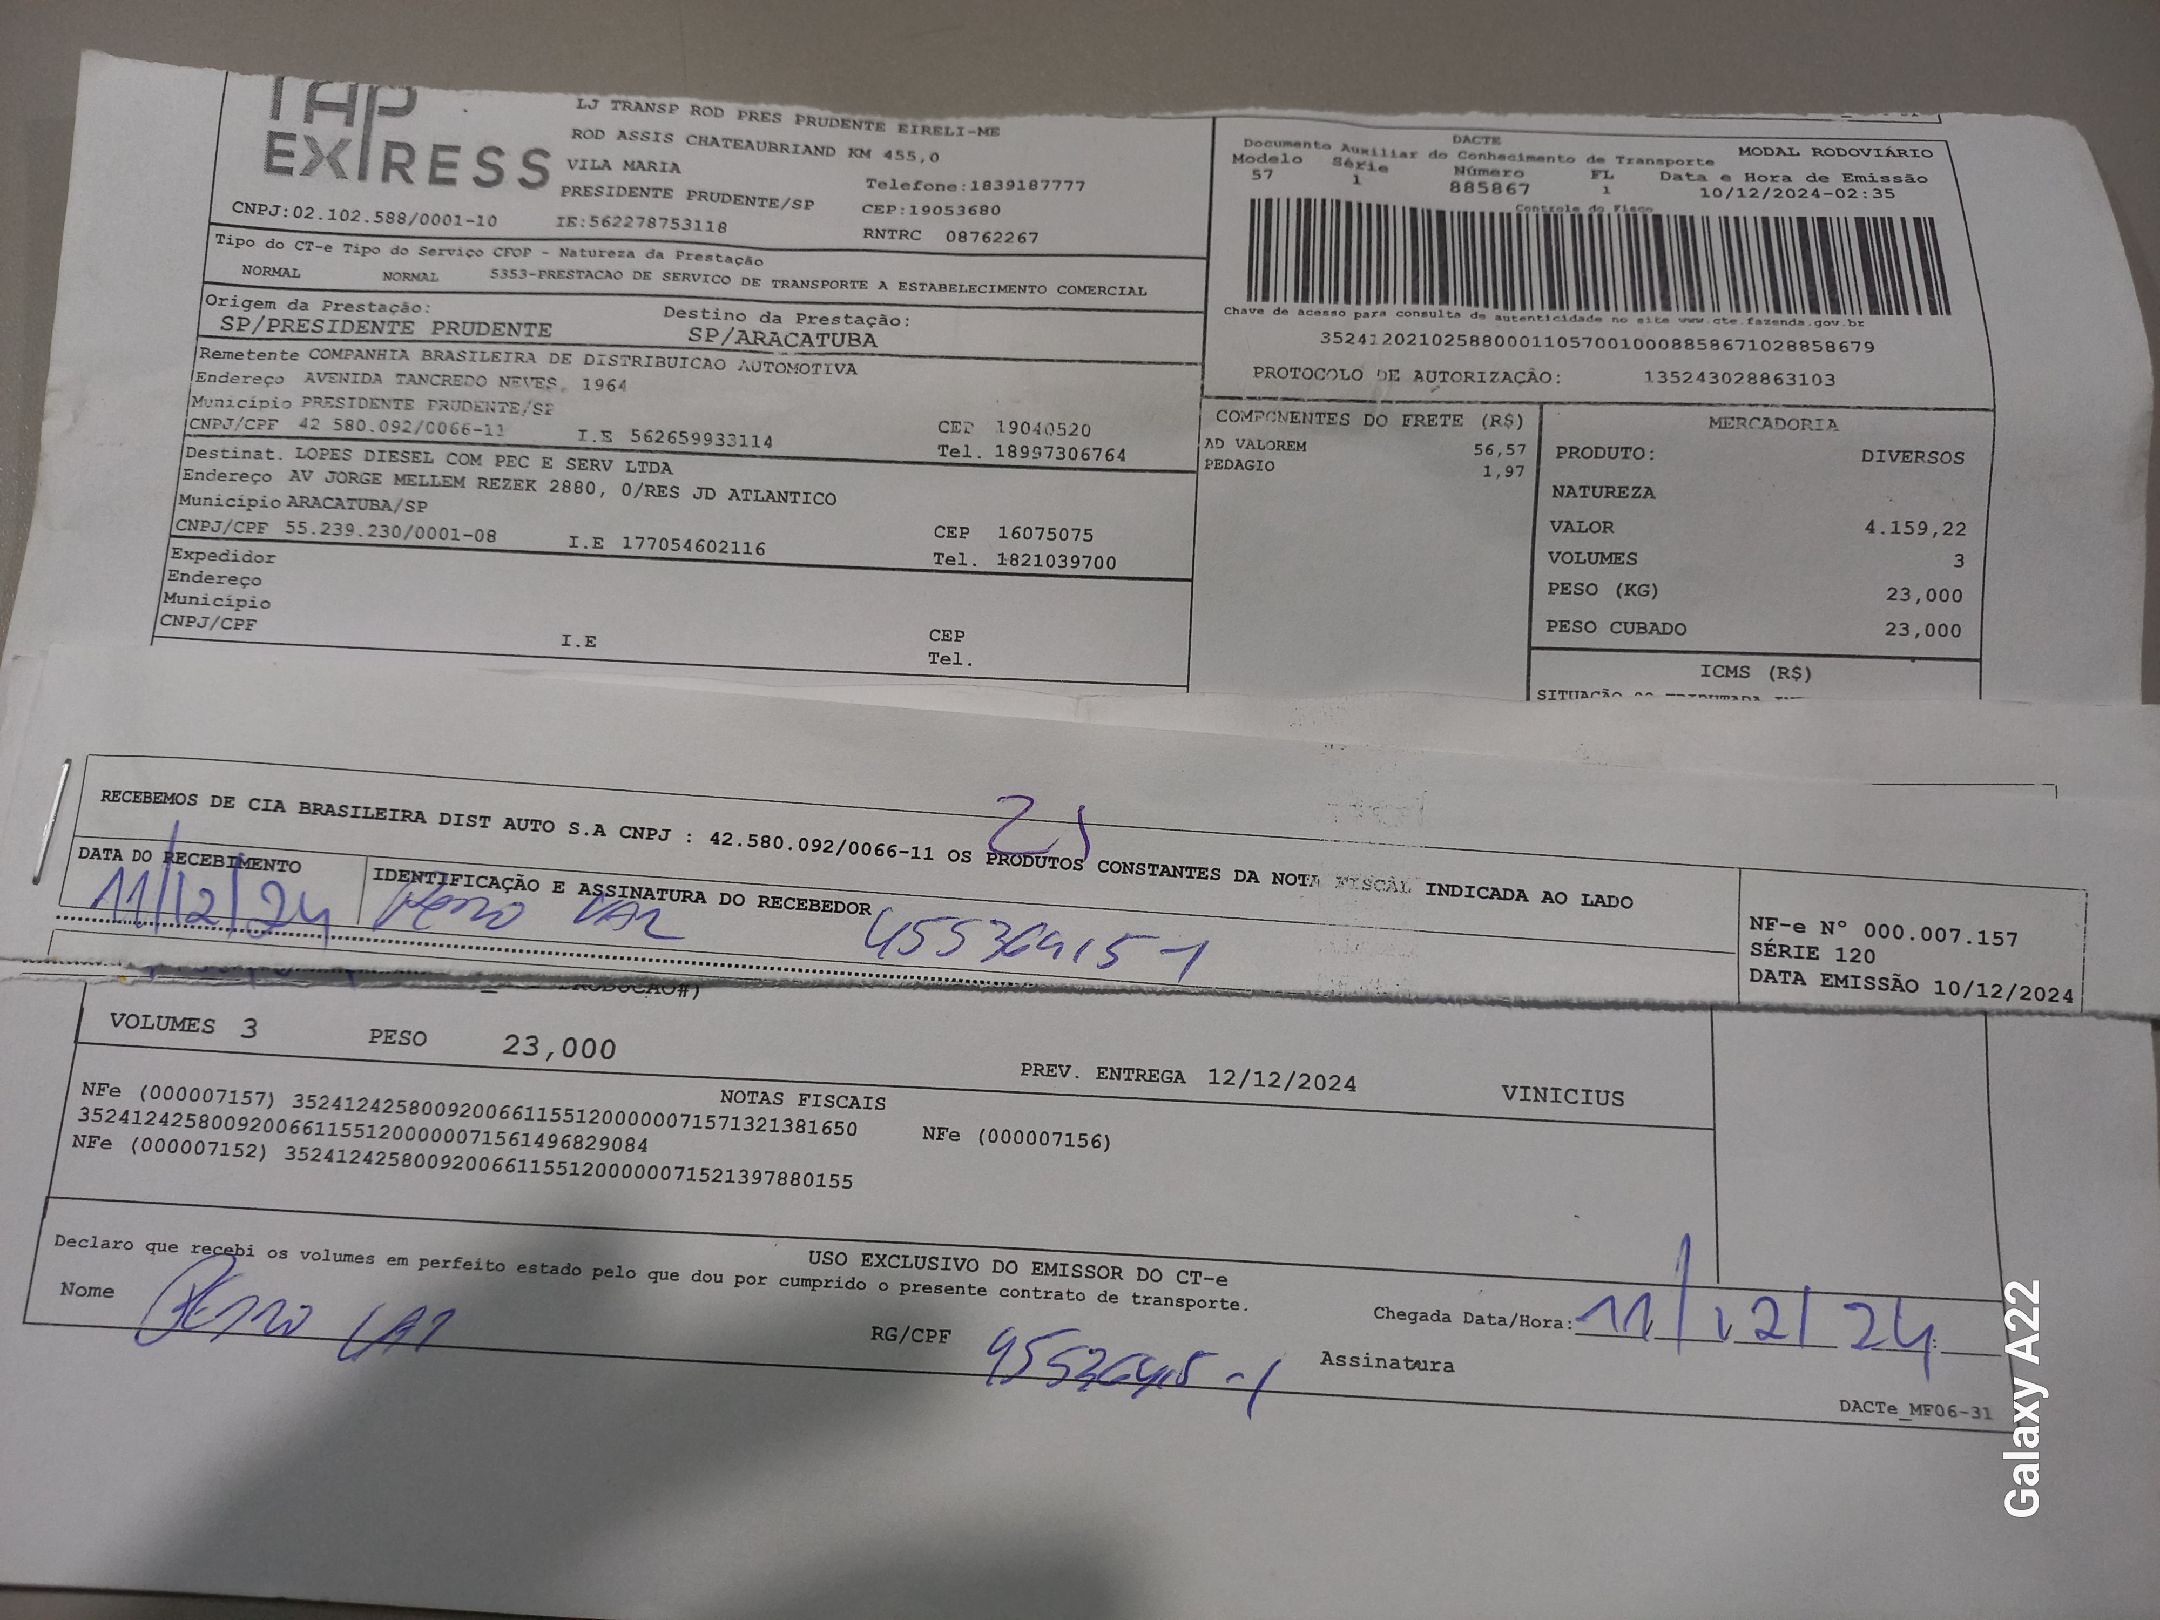 TAP
EXPRESS
LJ TRANSP ROD PRES PRUDENTE EIRELI-ME
ROD ASSIS CHATEAUBRIAND KM 455,0
VILA MARIA
PRESIDENTE PRUDENTE/SP
Telefone:1839187777
CEP:19053680
CNPJ:02.102.588/0001-10 IE:562278753118 RNTRC 08762267
Tipo do CT-e Tipo do Serviço CFOP - Natureza da Prestação
NORMAL NORMAL 5353-PRESTACAO DE SERVICO DE TRANSPORTE A ESTABELECIMENTO COMERCIAL
Origem da Prestação: Destino da Prestação:
SP/PRESIDENTE PRUDENTE SP/ARACATUBA
Remetente COMPANHIA BRASILEIRA DE DISTRIBUICAO AUTOMOTIVA
Endereço AVENIDA TANCREDO NEVES, 1964
Município PRESIDENTE PRUDENTE/SP CEP 19040520
CNPJ/CPF 42 580.092/0066-11 I.E 562659933114 Tel. 18997306764
Destinat. LOPES DIESEL COM PEC E SERV LTDA
Endereço AV JORGE MELLEM REZEK 2880, 0/RES JD ATLANTICO
Município ARACATUBA/SP CEP 16075075
CNPJ/CPF 55.239.230/0001-08 I.E 177054602116 Tel. 1821039700
Expedidor
Endereço
Município CEP
CNPJ/CPF I.E Tel.
DACTE
Documento Auxiliar do Conhecimento de Transporte MODAL RODOVIÁRIO
Modelo Série Número FL Data e Hora de Emissão
57 1 885867 1 10/12/2024-02:35
Controle do Fisco
Chave de acesso para consulta de autenticidade no site www.cte.fazenda.gov.br
35241202102588000110570010008858671028858679
PROTOCOLO DE AUTORIZAÇÃO: 135243028863103
COMPONENTES DO FRETE (R$)
AD VALOREM 56,57
PEDAGIO 1,97
MERCADORIA
PRODUTO: DIVERSOS
NATUREZA
VALOR 4.159,22
VOLUMES 3
PESO (KG) 23,000
PESO CUBADO 23,000
ICMS (R$)
SITUAÇÃO
RECEBEMOS DE CIA BRASILEIRA DIST AUTO S.A CNPJ : 42.580.092/0066-11 OS PRODUTOS CONSTANTES DA NOTA FISCAL INDICADA AO LADO
DATA DO RECEBIMENTO IDENTIFICAÇÃO E ASSINATURA DO RECEBEDOR
11/12/24 45536415-1
NF-e Nº 000.007.157
SÉRIE 120
DATA EMISSÃO 10/12/2024
VOLUMES 3 PESO 23,000 PREV. ENTREGA 12/12/2024 VINICIUS
NOTAS FISCAIS
NFe (000007157) 35241242580092006611551200000071571321381650 NFe (000007156)
35241242580092006611551200000071561496829084
NFe (000007152) 35241242580092006611551200000071521397880155
USO EXCLUSIVO DO EMISSOR DO CT-e
Declaro que recebi os volumes em perfeito estado pelo que dou por cumprido o presente contrato de transporte.
Nome RG/CPF 45536415-1 Assinatura
Chegada Data/Hora: 11/12/24
DACTe_MF06-31
Galaxy A22